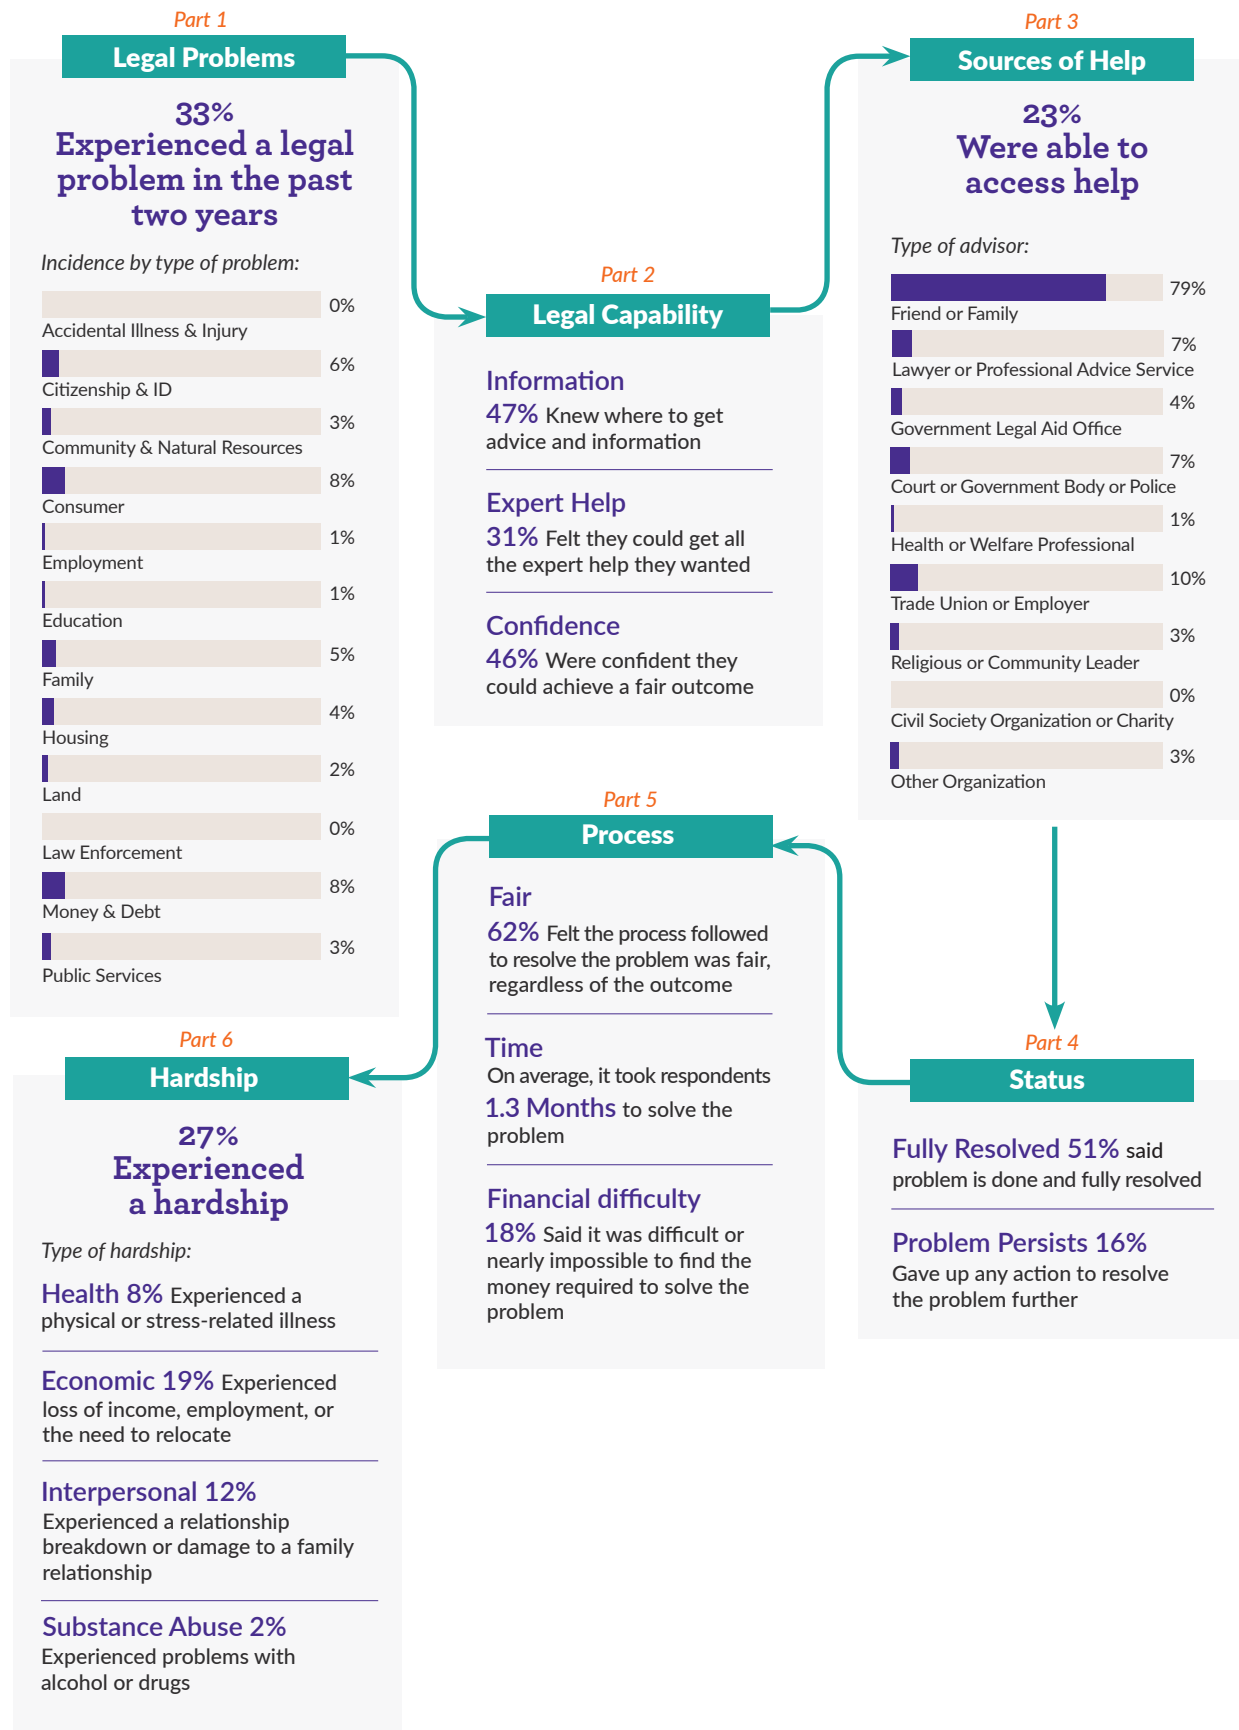 Part 1
Legal Problems
33%
Experienced a legal
problem in the past
two years
Incidence by type of problem:
0%
Accidental Illness & Injury
6%
Citizenship & ID
3%
Community & Natural Resources
8%
Consumer
1%
Employment
1%
Education
5%
Family
4%
Housing
2%
Land
0%
Law Enforcement
8%
Money & Debt
3%
Public Services
Part 2
Legal Capability
Information
47% Knew where to get
advice and information
Expert Help
31% Felt they could get all
the expert help they wanted
Confidence
46% Were confident they
could achieve a fair outcome
Part 3
Sources of Help
23%
Were able to
access help
Type of advisor:
79%
Friend or Family
7%
Lawyer or Professional Advice Service
4%
Government Legal Aid Office
7%
Court or Government Body or Police
1%
Health or Welfare Professional
10%
Trade Union or Employer
3%
Religious or Community Leader
0%
Civil Society Organization or Charity
3%
Other Organization
Part 4
Status
Fully Resolved 51% said
problem is done and fully resolved
Problem Persists 16%
Gave up any action to resolve
the problem further
Part 5
Process
Fair
62% Felt the process followed
to resolve the problem was fair,
regardless of the outcome
Time
On average, it took respondents
1.3 Months to solve the
problem
Financial difficulty
18% Said it was difficult or
nearly impossible to find the
money required to solve the
problem
Part 6
Hardship
27%
Experienced
a hardship
Type of hardship:
Health 8% Experienced a
physical or stress-related illness
Economic 19% Experienced
loss of income, employment, or
the need to relocate
Interpersonal 12%
Experienced a relationship
breakdown or damage to a family
relationship
Substance Abuse 2%
Experienced problems with
alcohol or drugs